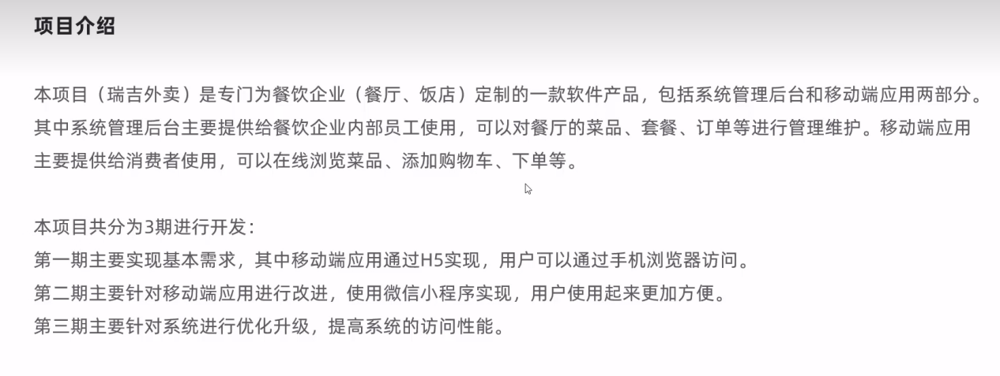 项目介绍
本项目（瑞吉外卖）是专门为餐饮企业（餐厅、饭店）定制的一款软件产品，包括系统管理后台和移动端应用两部分。
其中系统管理后台主要提供给餐饮企业内部员工使用，可以对餐厅的菜品、套餐、订单等进行管理维护。移动端应用
主要提供给消费者使用，可以在线浏览菜品、添加购物车、下单等。
本项目共分为3期进行开发：
第一期主要实现基本需求，其中移动端应用通过H5实现，用户可以通过手机浏览器访问。
第二期主要针对移动端应用进行改进，使用微信小程序实现，用户使用起来更加方便。
第三期主要针对系统进行优化升级，提高系统的访问性能。